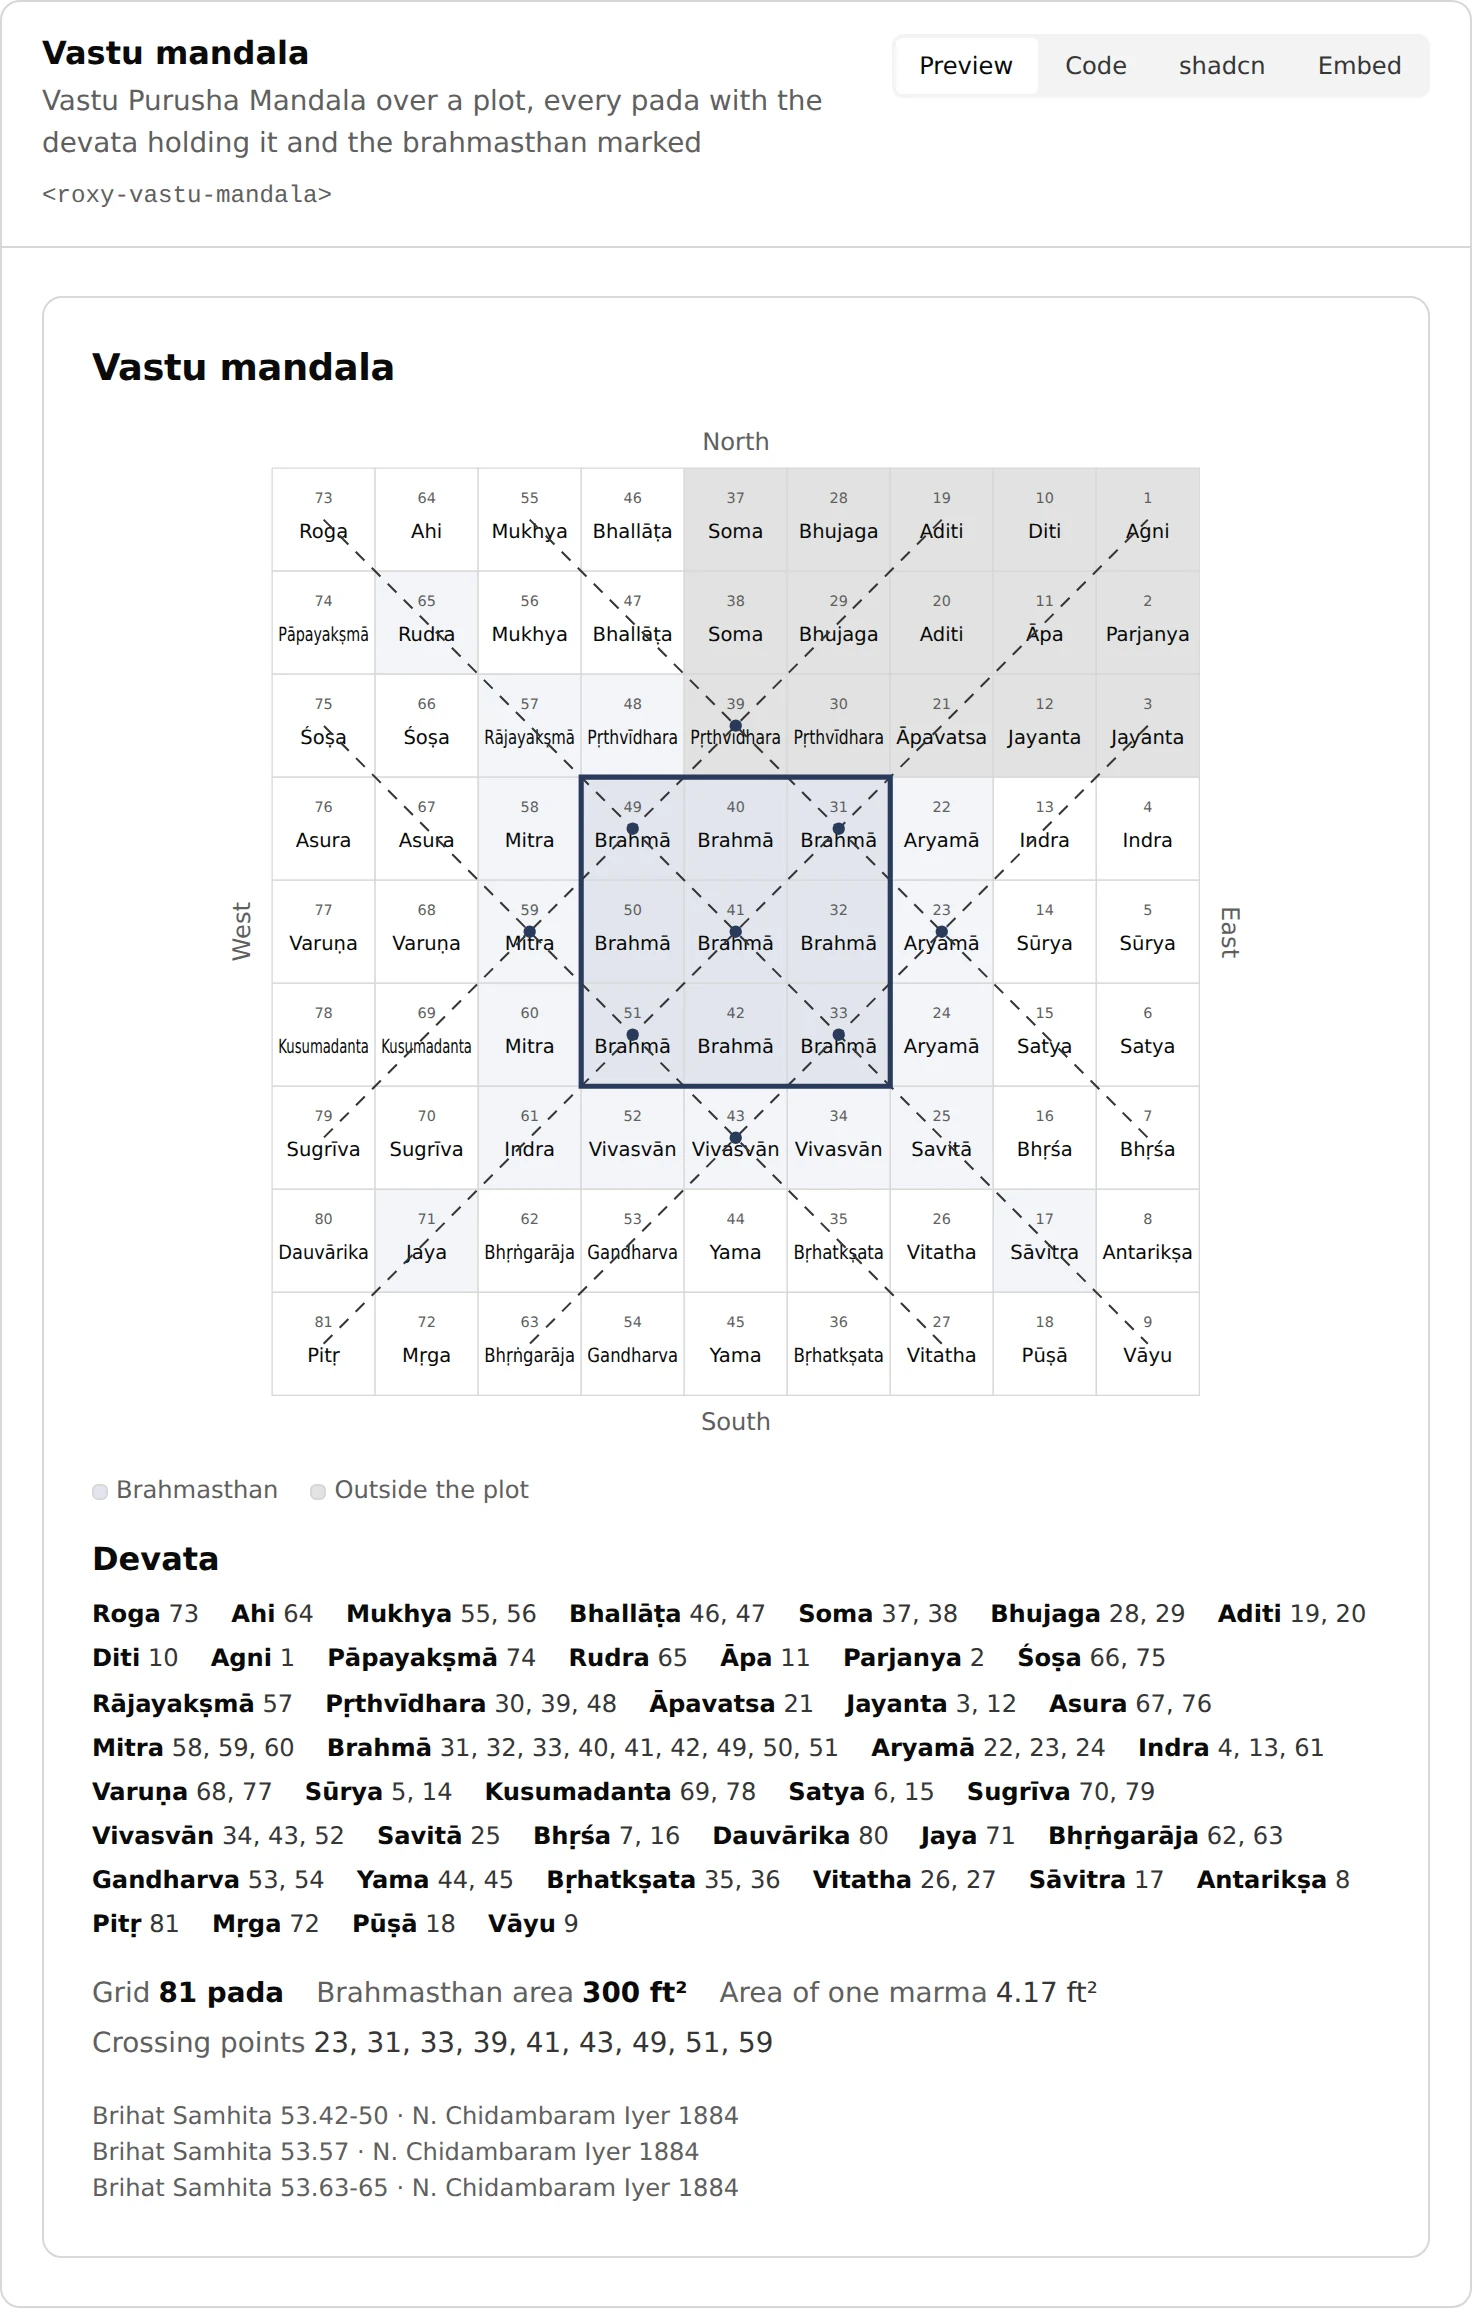 Vastu mandala
Preview Code shadcn Embed
Vastu Purusha Mandala over a plot, every pada with the
devata holding it and the brahmasthan marked
<roxy-vastu-mandala>
Vastu mandala
North
73 64 55 46 37 28 19 10 1
Roga Ahi Mukhya Bhallāṭa Soma Bhujaga Aditi Diti Agni
74 65 56 47 38 29 20 11 2
Pāpayakṣmā Rudra Mukhya Bhallāṭa Soma Bhujaga Aditi Āpa Parjanya
75 66 57 48 39 30 21 12 3
Śoṣa Śoṣa Rājayakṣmā Pṛthvīdhara Pṛthvīdhara Pṛthvīdhara Āpavatsa Jayanta Jayanta
76 67 58 49 40 31 22 13 4
Asura Asura Mitra Brahmā Brahmā Brahmā Aryamā Indra Indra
West
77 68 59 50 41 32 23 14 5
Varuṇa Varuṇa Mitra Brahmā Brahmā Brahmā Aryamā Sūrya Sūrya
East
78 69 60 51 42 33 24 15 6
Kusumadanta Kusumadanta Mitra Brahmā Brahmā Brahmā Aryamā Satya Satya
79 70 61 52 43 34 25 16 7
Sugrīva Sugrīva Indra Vivasvān Vivasvān Vivasvān Savitā Bhṛśa Bhṛśa
80 71 62 53 44 35 26 17 8
Dauvārika Jaya Bhṛṅgarāja Gandharva Yama Bṛhatkṣata Vitatha Sāvitra Antarikṣa
81 72 63 54 45 36 27 18 9
Pitṛ Mṛga Bhṛṅgarāja Gandharva Yama Bṛhatkṣata Vitatha Pūṣā Vāyu
South
Brahmasthan Outside the plot
Devata
Roga 73 Ahi 64 Mukhya 55, 56 Bhallāṭa 46, 47 Soma 37, 38 Bhujaga 28, 29 Aditi 19, 20
Diti 10 Agni 1 Pāpayakṣmā 74 Rudra 65 Āpa 11 Parjanya 2 Śoṣa 66, 75
Rājayakṣmā 57 Pṛthvīdhara 30, 39, 48 Āpavatsa 21 Jayanta 3, 12 Asura 67, 76
Mitra 58, 59, 60 Brahmā 31, 32, 33, 40, 41, 42, 49, 50, 51 Aryamā 22, 23, 24 Indra 4, 13, 61
Varuṇa 68, 77 Sūrya 5, 14 Kusumadanta 69, 78 Satya 6, 15 Sugrīva 70, 79
Vivasvān 34, 43, 52 Savitā 25 Bhṛśa 7, 16 Dauvārika 80 Jaya 71 Bhṛṅgarāja 62, 63
Gandharva 53, 54 Yama 44, 45 Bṛhatkṣata 35, 36 Vitatha 26, 27 Sāvitra 17 Antarikṣa 8
Pitṛ 81 Mṛga 72 Pūṣā 18 Vāyu 9
Grid 81 pada Brahmasthan area 300 ft² Area of one marma 4.17 ft²
Crossing points 23, 31, 33, 39, 41, 43, 49, 51, 59
Brihat Samhita 53.42-50 · N. Chidambaram Iyer 1884
Brihat Samhita 53.57 · N. Chidambaram Iyer 1884
Brihat Samhita 53.63-65 · N. Chidambaram Iyer 1884